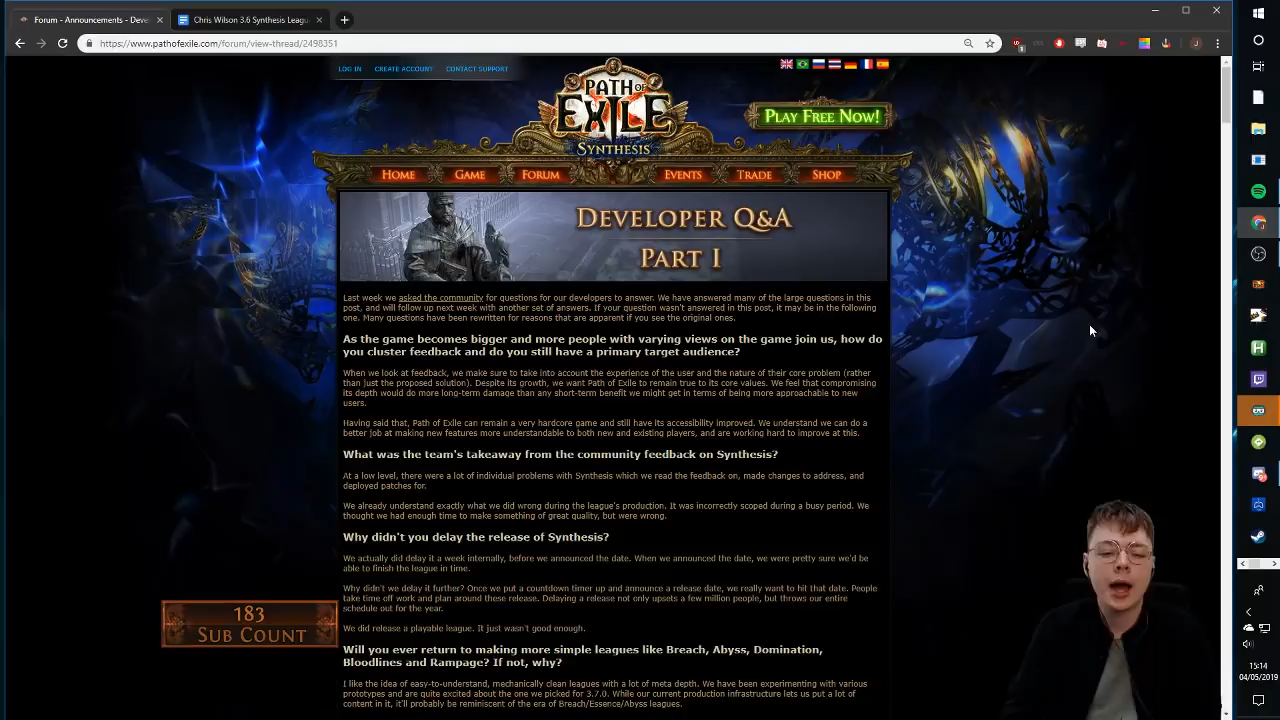 Forum - Announcements - Deve
Chris Wilson 3.6 Synthesis Leagu
https://www.pathofexile.com/forum/view-thread/2498351
LOG IN CREATE ACCOUNT CONTACT SUPPORT
PATH OF EXILE
SYNTHESIS
PLAY FREE NOW!
HOME GAME FORUM EVENTS TRADE SHOP
DEVELOPER Q&A
PART I
Last week we asked the community for questions for our developers to answer. We have answered many of the large questions in this
post, and will follow up next week with another set of answers. If your question wasn't answered in this post, it may be in the following
one. Many questions have been rewritten for reasons that are apparent if you see the original ones.
As the game becomes bigger and more people with varying views on the game join us, how do
you cluster feedback and do you still have a primary target audience?
When we look at feedback, we make sure to take into account the experience of the user and the nature of their core problem (rather
than just the proposed solution). Despite its growth, we want Path of Exile to remain true to its core values. We feel that compromising
its depth would do more long-term damage than any short-term benefit we might get in terms of being more approachable to new
users.
Having said that, Path of Exile can remain a very hardcore game and still have its accessibility improved. We understand we can do a
better job at making new features more understandable to both new and existing players, and are working hard to improve at this.
What was the team's takeaway from the community feedback on Synthesis?
At a low level, there were a lot of individual problems with Synthesis which we read the feedback on, made changes to address, and
deployed patches for.
We already understand exactly what we did wrong during the league's production. It was incorrectly scoped during a busy period. We
thought we had enough time to make something of great quality, but were wrong.
Why didn't you delay the release of Synthesis?
We actually did delay it a week internally, before we announced the date. When we announced the date, we were pretty sure we'd be
able to finish the league in time.
Why didn't we delay it further? Once we put a countdown timer up and announce a release date, we really want to hit that date. People
take time off work and plan around these release. Delaying a release not only upsets a few million people, but throws our entire
schedule out for the year.
We did release a playable league. It just wasn't good enough.
183
SUB COUNT
Will you ever return to making more simple leagues like Breach, Abyss, Domination,
Bloodlines and Rampage? If not, why?
I like the idea of easy-to-understand, mechanically clean leagues with a lot of meta depth. We have been experimenting with various
prototypes and are quite excited about the one we picked for 3.7.0. While our current production infrastructure lets us put a lot of
content in it, it'll probably be reminiscent of the era of Breach/Essence/Abyss leagues.
15:14
04/05/2019